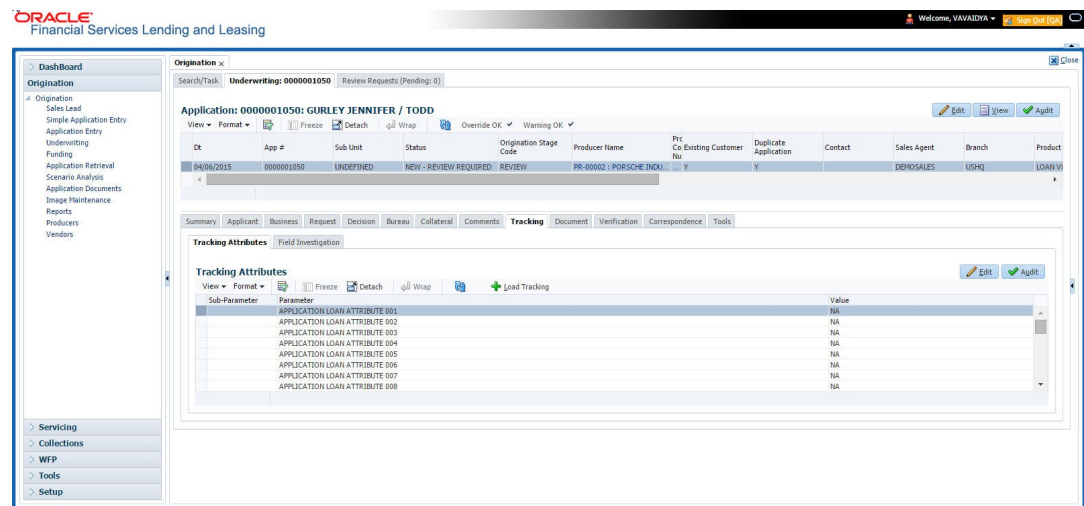 ORACLE
Financial Services Lending and Leasing
Welcome, VAVAIDYA
Sign Out [QA]
Close
DashBoard
Origination
Origination
Sales Lead
Simple Application Entry
Application Entry
Underwriting
Funding
Application Retrieval
Scenario Analysis
Application Documents
Image Maintenance
Reports
Producers
Vendors
Servicing
Collections
WFP
Tools
Setup
Origination x
Search/Task Underwriting: 0000001050 Review Requests (Pending: 0)
Application: 0000001050: GURLEY JENNIFER / TODD
Edit View Audit
View Format Freeze Detach Wrap Override OK Warning OK
Dt App # Sub Unit Status Origination Stage Code Producer Name Prc Co Nu Existing Customer Duplicate Application Contact Sales Agent Branch Product
04/06/2015 0000001050 UNDEFINED NEW - REVIEW REQUIRED REVIEW PR-00002 : PORSCHE INDU... ... Y Y DEMOSALES USHQ LOAN VI
Summary Applicant Business Request Decision Bureau Collateral Comments Tracking Document Verification Correspondence Tools
Tracking Attributes Field Investigation
Tracking Attributes
Edit Audit
View Format Freeze Detach Wrap Load Tracking
Sub-Parameter Parameter Value
APPLICATION LOAN ATTRIBUTE 001 NA
APPLICATION LOAN ATTRIBUTE 002 NA
APPLICATION LOAN ATTRIBUTE 003 NA
APPLICATION LOAN ATTRIBUTE 004 NA
APPLICATION LOAN ATTRIBUTE 005 NA
APPLICATION LOAN ATTRIBUTE 006 NA
APPLICATION LOAN ATTRIBUTE 007 NA
APPLICATION LOAN ATTRIBUTE 008 NA